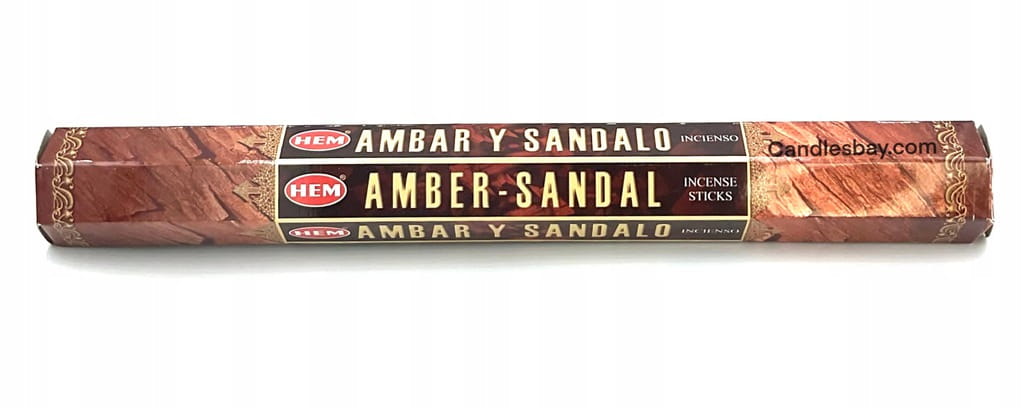 HEM AMBAR Y SANDALO INCIENSO
Candlesbay.com
HEM AMBER-SANDAL INCENSE STICKS
HEM AMBAR Y SANDALO INCIENSO